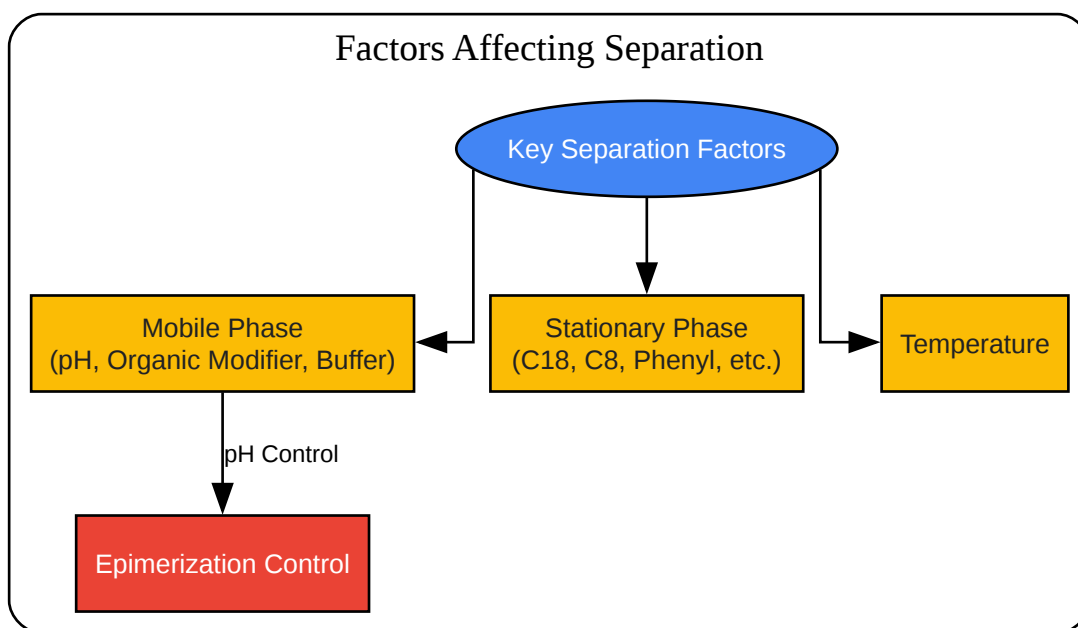 Factors Affecting Separation
Key Separation Factors
Mobile Phase
(pH, Organic Modifier, Buffer)
Stationary Phase
(C18, C8, Phenyl, etc.)
Temperature
pH Control
Epimerization Control